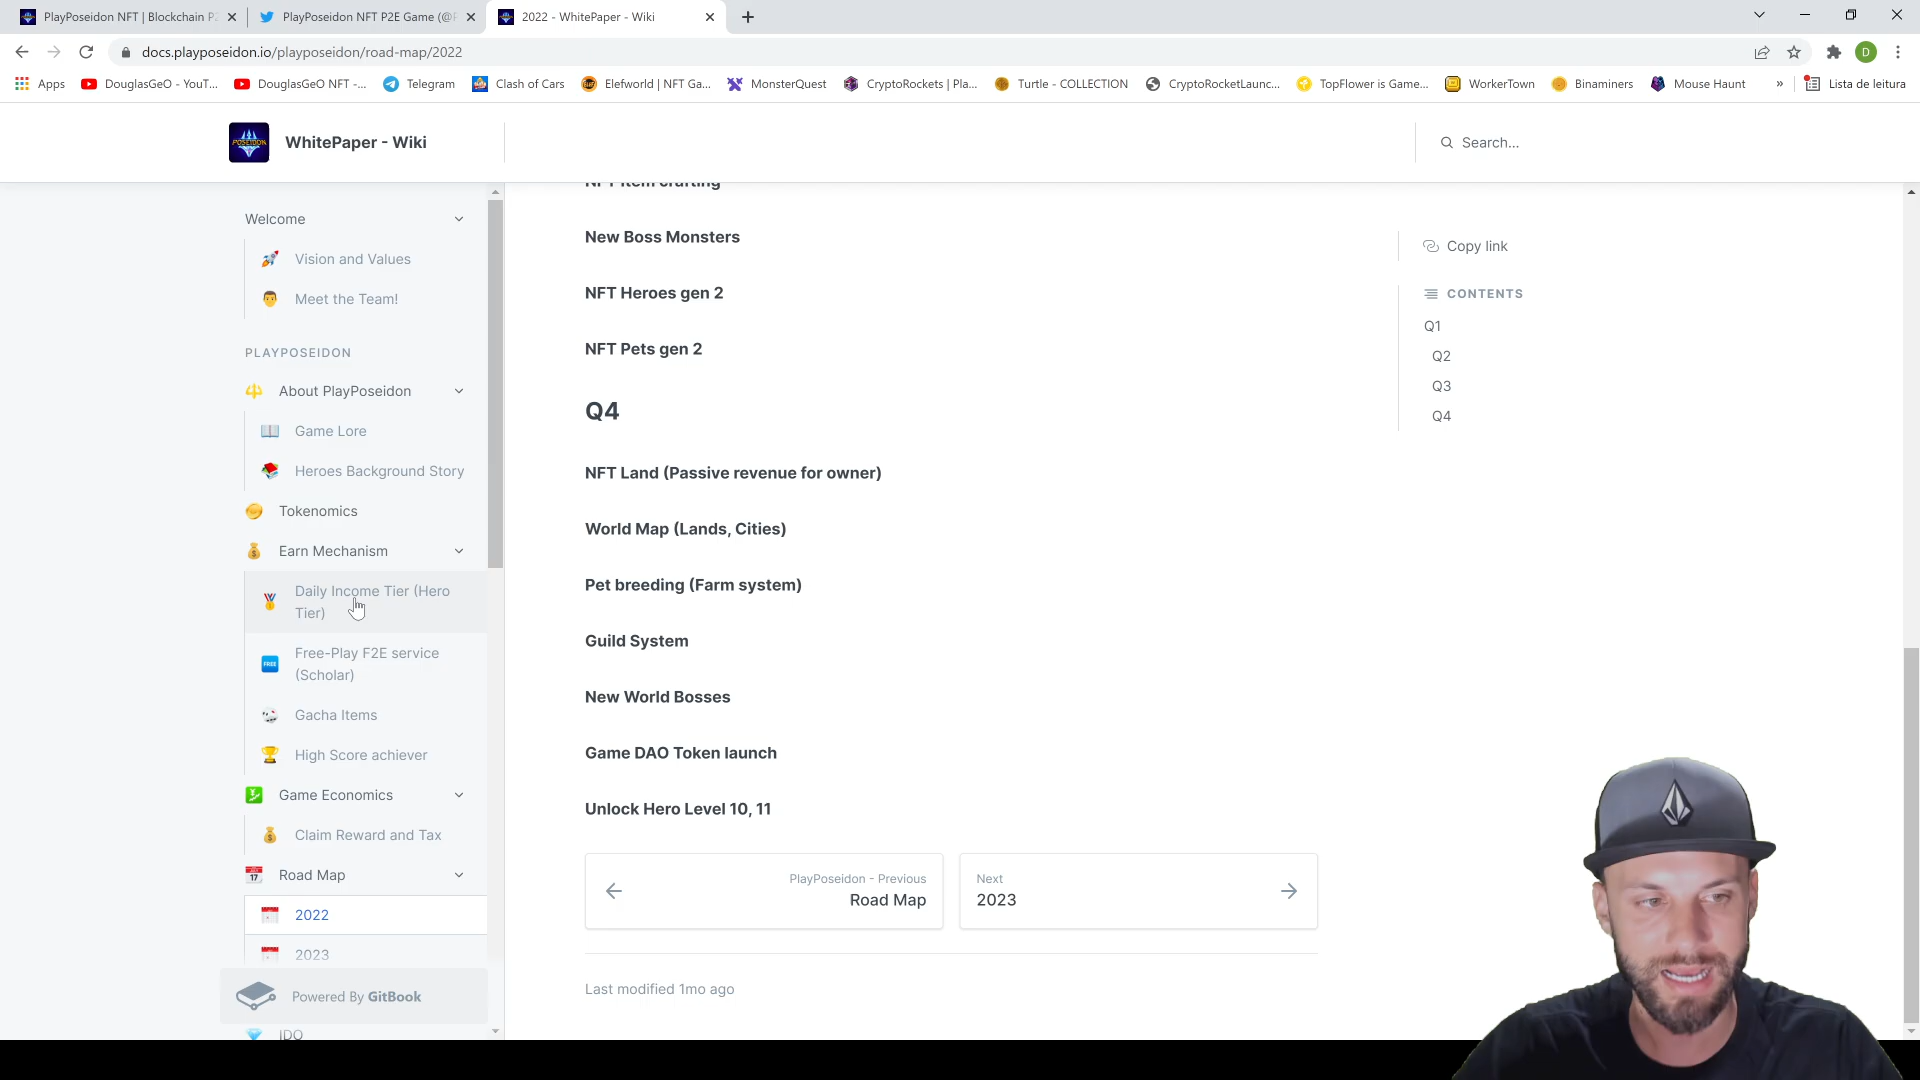 PlayPoseidon NFT | Blockchain P2
PlayPoseidon NFT P2E Game (@P
2022 - WhitePaper - Wiki
docs.playposeidon.io/playposeidon/road-map/2022
D
Apps
DouglasGeO - YouT...
DouglasGeO NFT -...
Telegram
Clash of Cars
Elefworld | NFT Ga...
MonsterQuest
CryptoRockets | Pla...
Turtle - COLLECTION
CryptoRocketLaunc...
TopFlower is Game...
WorkerTown
Binaminers
Mouse Haunt
»
Lista de leitura
POSEIDON
WhitePaper - Wiki
Search...
Welcome
Vision and Values
Meet the Team!
PLAYPOSEIDON
About PlayPoseidon
Game Lore
Heroes Background Story
Tokenomics
Earn Mechanism
Daily Income Tier (Hero
Tier)
FREE
Free-Play F2E service
(Scholar)
Gacha Items
High Score achiever
Game Economics
Claim Reward and Tax
17
Road Map
2022
2023
Powered By GitBook
IDO
NFT Item crafting
New Boss Monsters
NFT Heroes gen 2
NFT Pets gen 2
Q4
NFT Land (Passive revenue for owner)
World Map (Lands, Cities)
Pet breeding (Farm system)
Guild System
New World Bosses
Game DAO Token launch
Unlock Hero Level 10, 11
PlayPoseidon - Previous
Road Map
Next
2023
Last modified 1mo ago
Copy link
CONTENTS
Q1
Q2
Q3
Q4